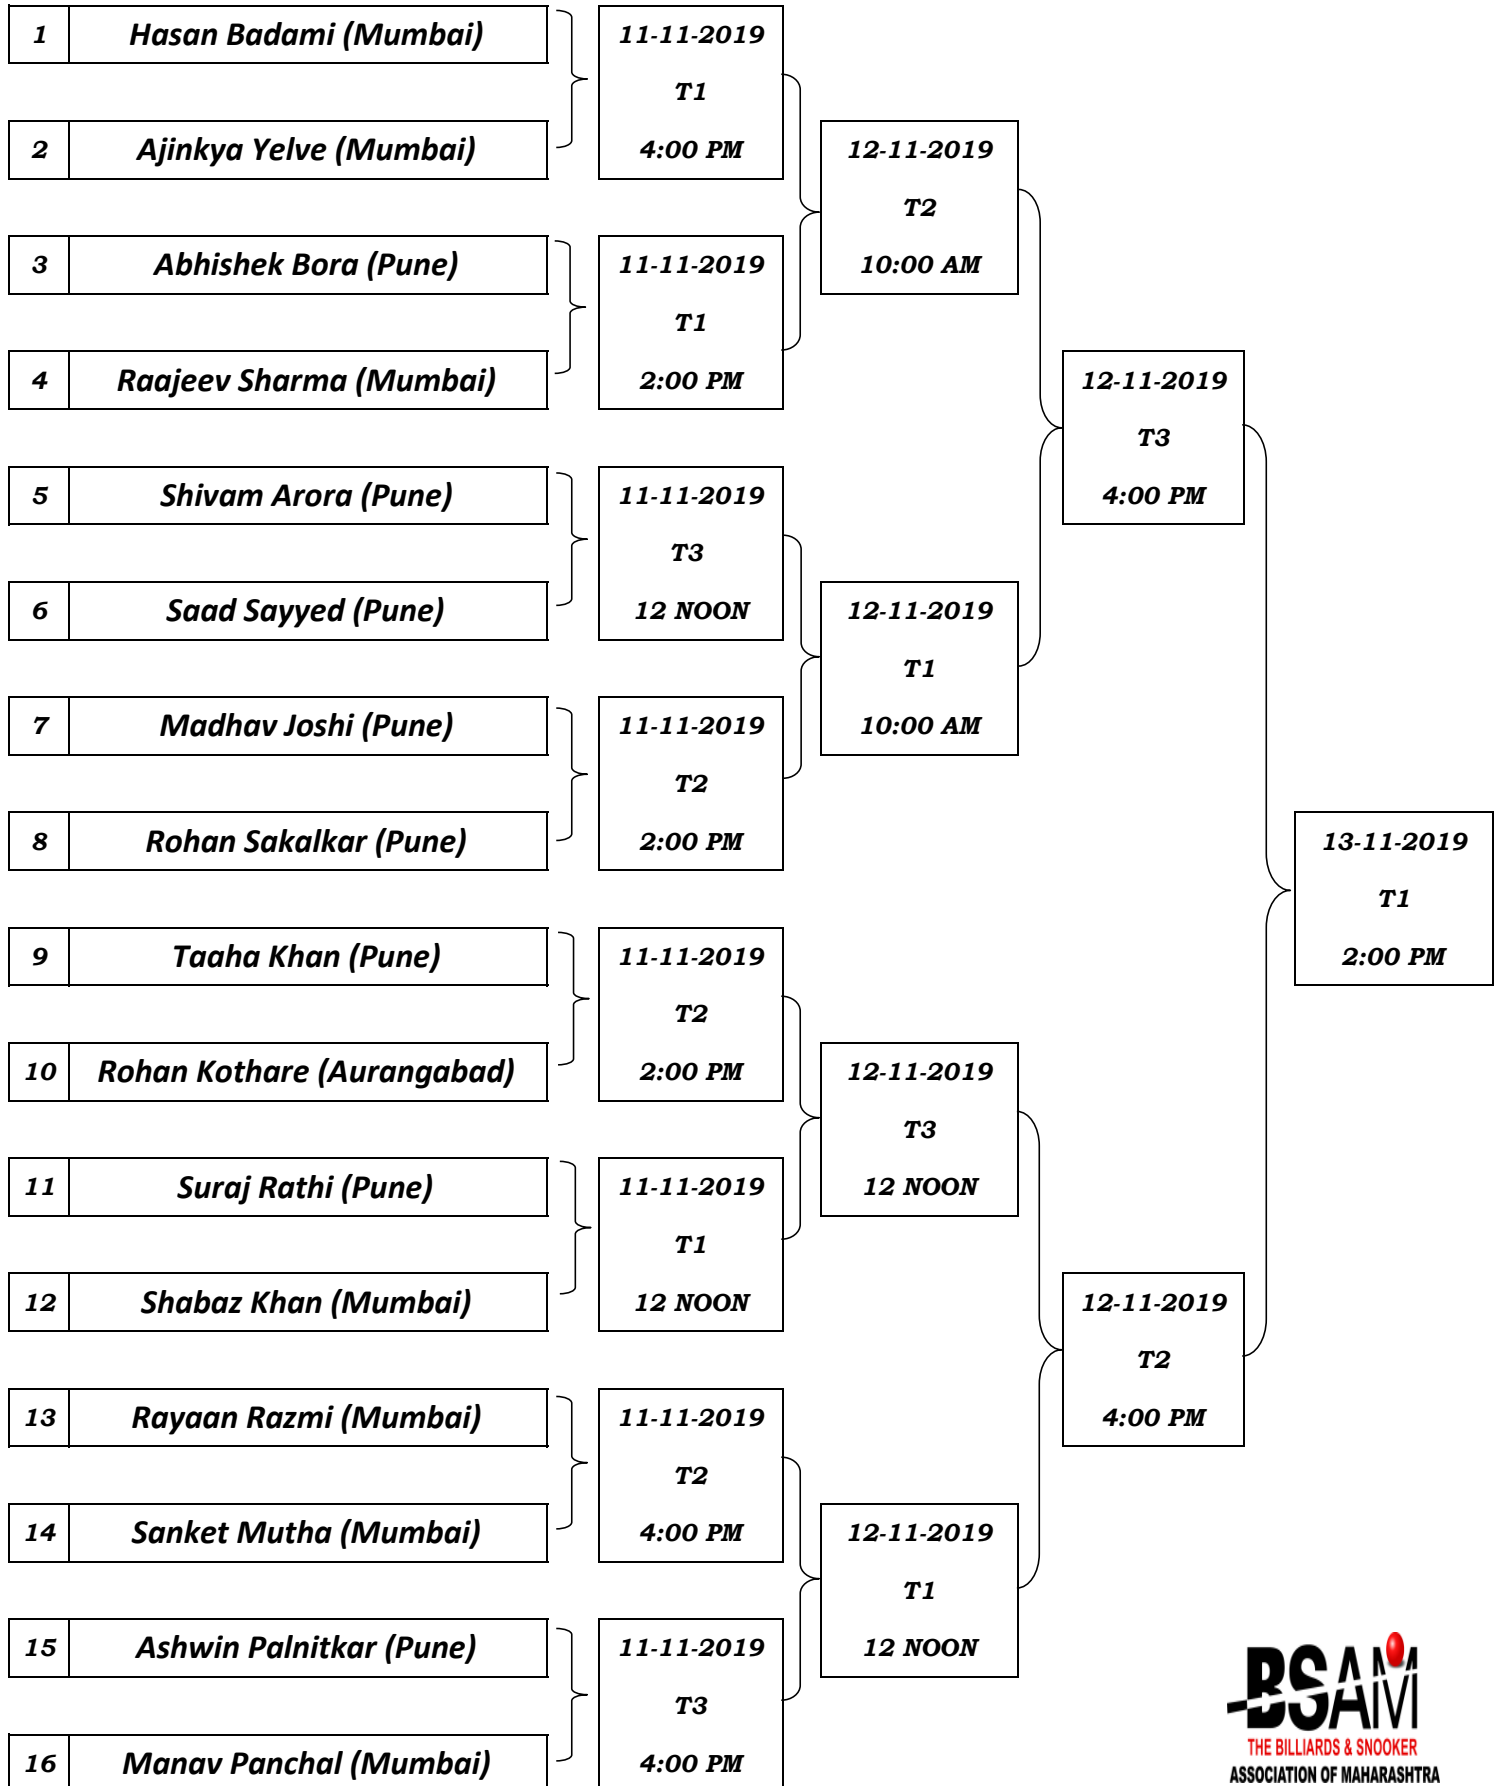 1 Hasan Badami (Mumbai)
11-11-2019
T1
2 Ajinkya Yelve (Mumbai)
4:00 PM
12-11-2019
T2
3 Abhishek Bora (Pune)
11-11-2019
10:00 AM
T1
4 Raajeev Sharma (Mumbai)
2:00 PM
12-11-2019
T3
5 Shivam Arora (Pune)
11-11-2019
4:00 PM
T3
6 Saad Sayyed (Pune)
12 NOON
12-11-2019
T1
7 Madhav Joshi (Pune)
11-11-2019
10:00 AM
T2
8 Rohan Sakalkar (Pune)
2:00 PM
13-11-2019
T1
9 Taaha Khan (Pune)
11-11-2019
2:00 PM
T2
10 Rohan Kothare (Aurangabad)
2:00 PM
12-11-2019
T3
11 Suraj Rathi (Pune)
11-11-2019
12 NOON
T1
12 Shabaz Khan (Mumbai)
12 NOON
12-11-2019
T2
13 Rayaan Razmi (Mumbai)
11-11-2019
4:00 PM
T2
14 Sanket Mutha (Mumbai)
4:00 PM
12-11-2019
T1
15 Ashwin Palnitkar (Pune)
11-11-2019
12 NOON
T3
16 Manav Panchal (Mumbai)
4:00 PM
BSAM
THE BILLIARDS & SNOOKER
ASSOCIATION OF MAHARASHTRA